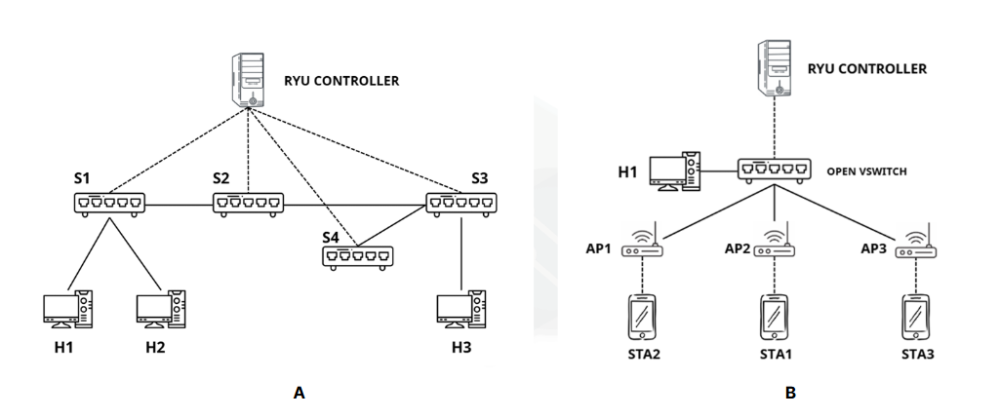 RYU CONTROLLER
S1
S2
S3
S4
H1
H2
H3
A
RYU CONTROLLER
H1
OPEN VSWITCH
AP1
AP2
AP3
STA2
STA1
STA3
B